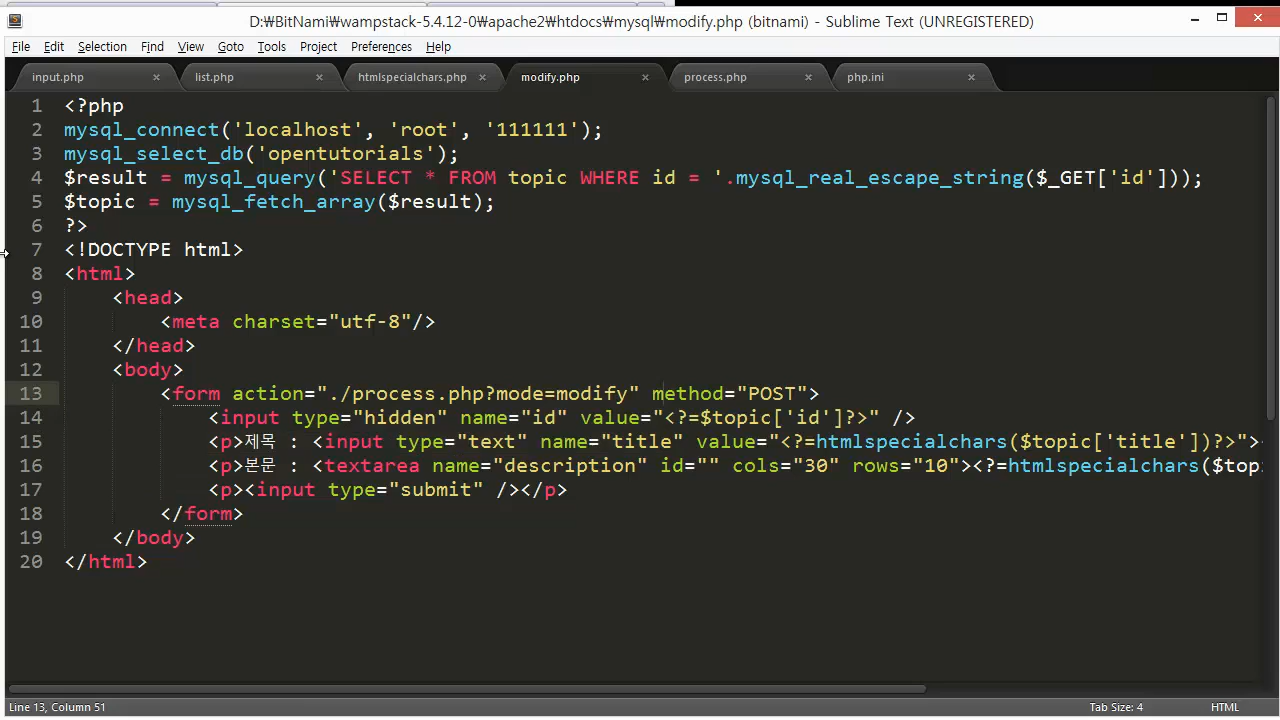 D:₩BitNami₩wampstack-5.4.12-0₩apache2₩htdocs₩mysql₩modify.php (bitnami) - Sublime Text (UNREGISTERED)
File Edit Selection Find View Goto Tools Project Preferences Help
input.php × list.php × htmlspecialchars.php × modify.php × process.php × php.ini ×
1 <?php
2 mysql_connect('localhost', 'root', '111111');
3 mysql_select_db('opentutorials');
4 $result = mysql_query('SELECT * FROM topic WHERE id = '.mysql_real_escape_string($_GET['id']));
5 $topic = mysql_fetch_array($result);
6 ?>
7 <!DOCTYPE html>
8 <html>
9 <head>
10 <meta charset="utf-8"/>
11 </head>
12 <body>
13 <form action="./process.php?mode=modify" method="POST">
14 <input type="hidden" name="id" value="<?=$topic['id']?>" />
15 <p>제목 : <input type="text" name="title" value="<?=htmlspecialchars($topic['title'])?>">
16 <p>본문 : <textarea name="description" id="" cols="30" rows="10"><?=htmlspecialchars($top
17 <p><input type="submit" /></p>
18 </form>
19 </body>
20 </html>
Line 13, Column 51 Tab Size: 4 HTML